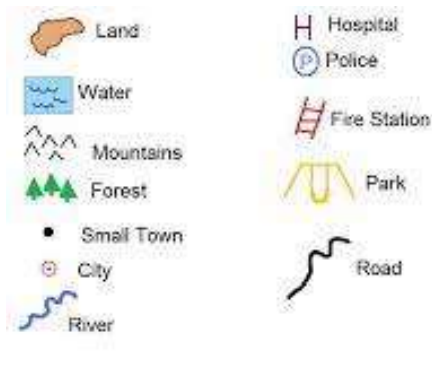 Land
Water
Mountains
Forest
Small Town
City
River
H Hospital
P Police
Fire Station
Park
Road